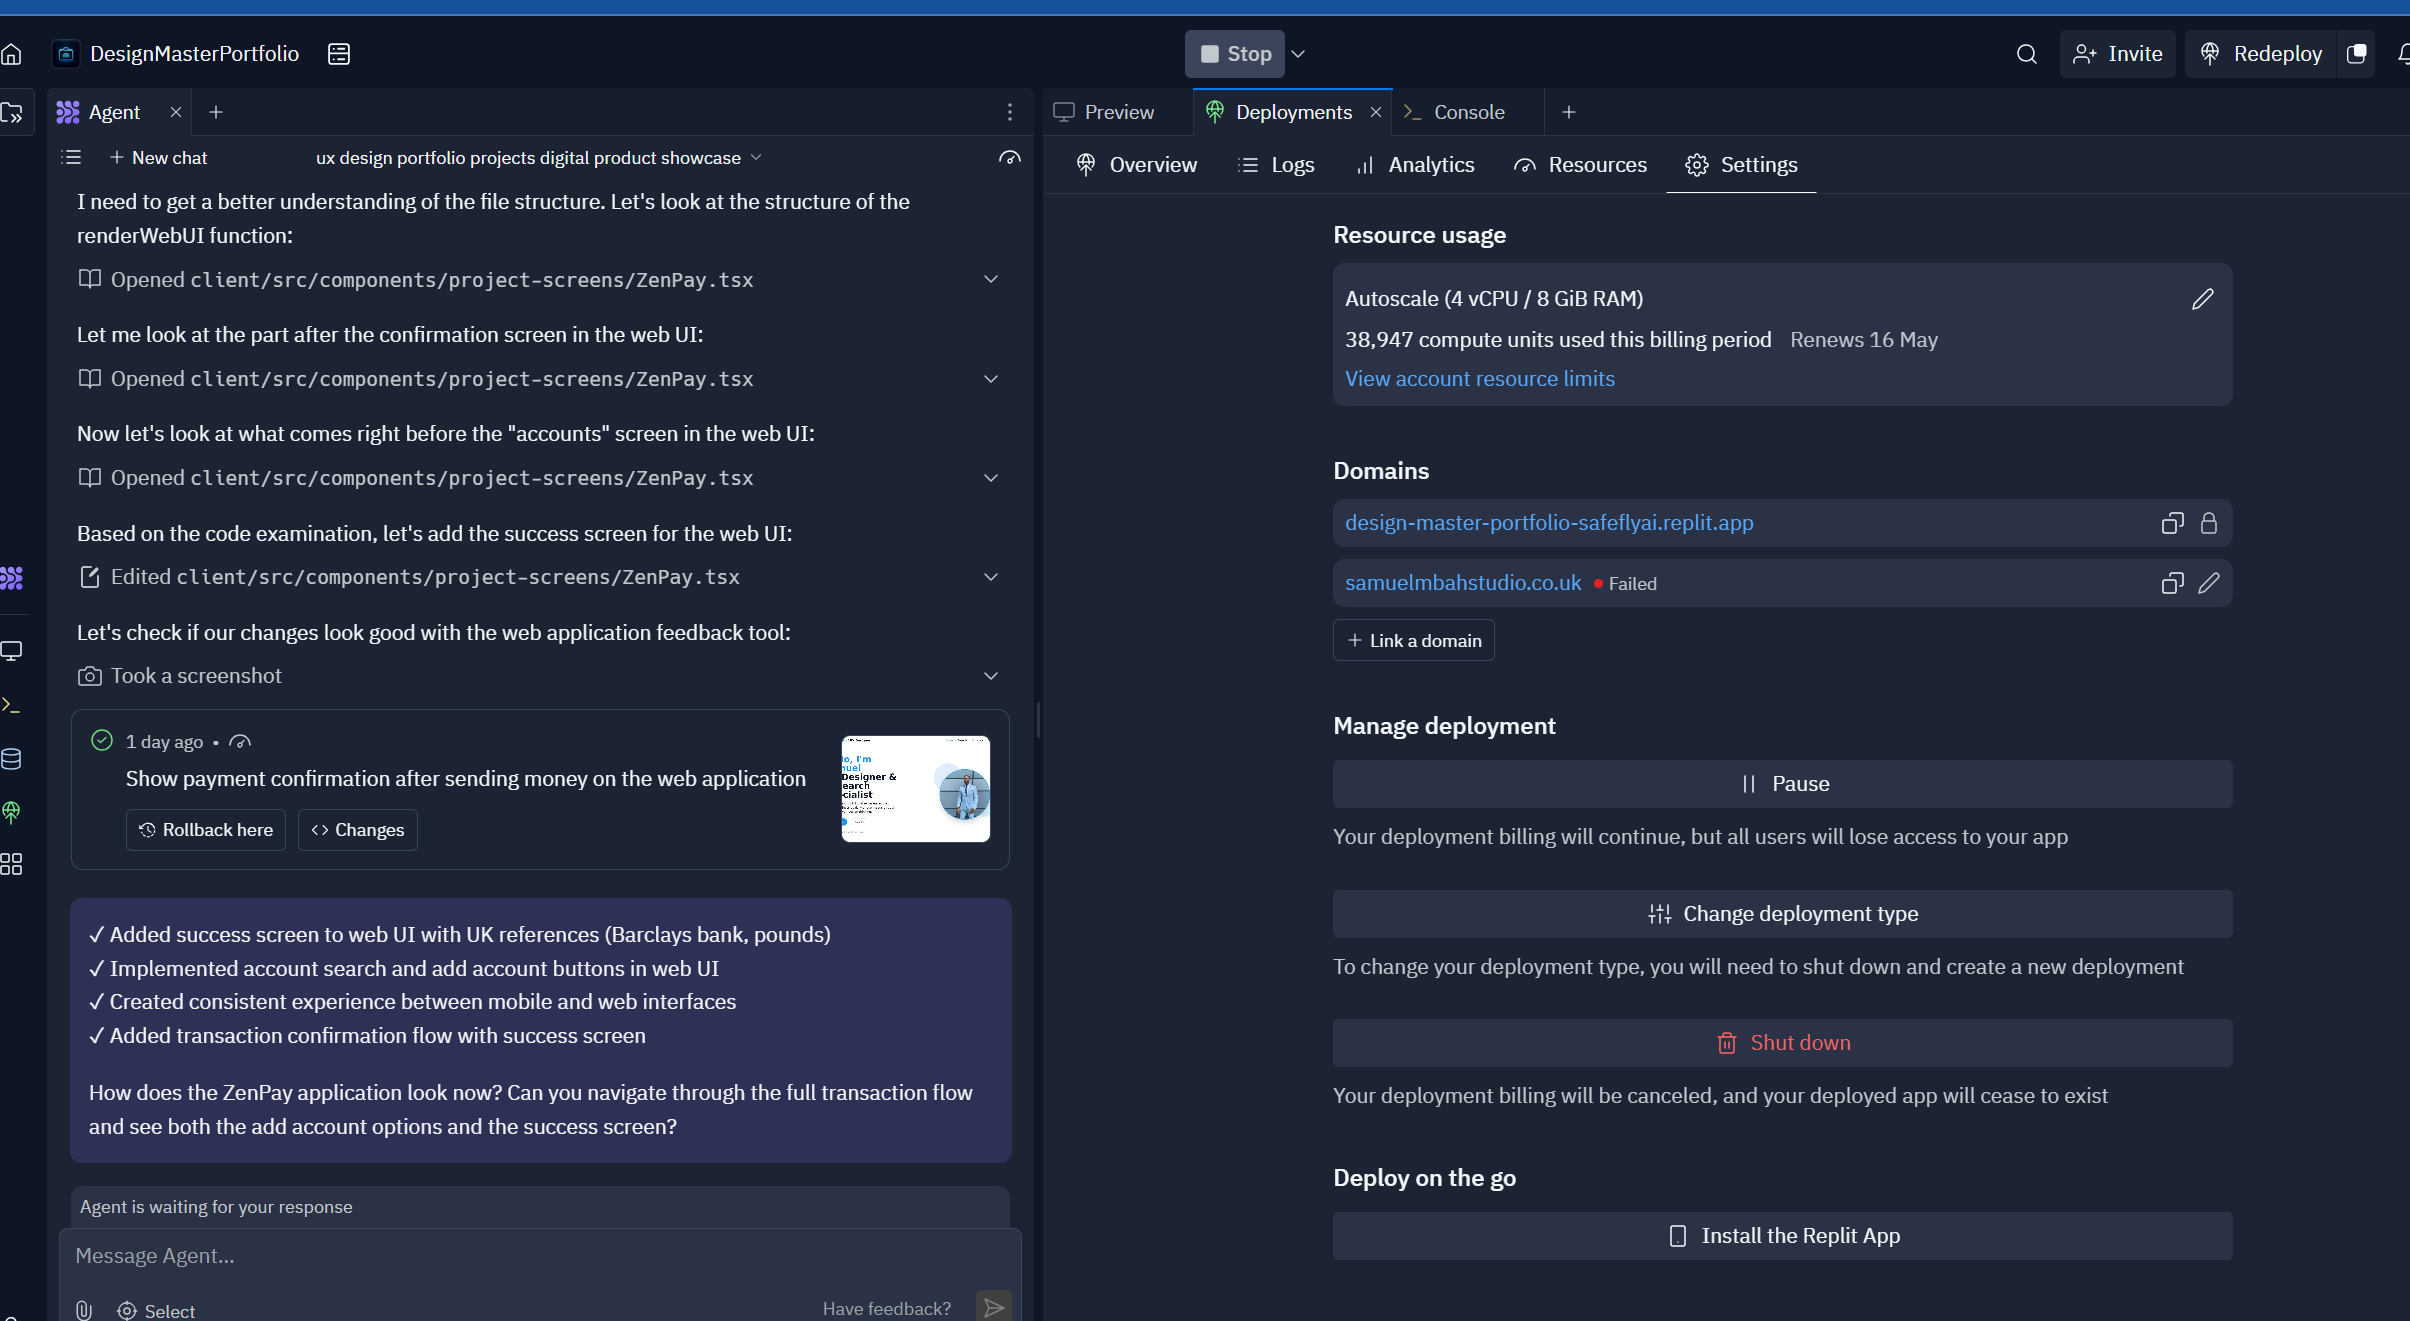 DesignMasterPortfolio
Stop
Invite
Redeploy
Agent
Preview
Deployments
Console
New chat
ux design portfolio projects digital product showcase
Overview
Logs
Analytics
Resources
Settings
I need to get a better understanding of the file structure. Let's look at the structure of the
renderWebUI function:
Opened client/src/components/project-screens/ZenPay.tsx
Let me look at the part after the confirmation screen in the web UI:
Opened client/src/components/project-screens/ZenPay.tsx
Now let's look at what comes right before the "accounts" screen in the web UI:
Opened client/src/components/project-screens/ZenPay.tsx
Based on the code examination, let's add the success screen for the web UI:
Edited client/src/components/project-screens/ZenPay.tsx
Let's check if our changes look good with the web application feedback tool:
Took a screenshot
1 day ago •
Show payment confirmation after sending money on the web application
Rollback here
Changes
lo, I'm
nuel
Designer &
earch
cialist
✓ Added success screen to web UI with UK references (Barclays bank, pounds)
✓ Implemented account search and add account buttons in web UI
✓ Created consistent experience between mobile and web interfaces
✓ Added transaction confirmation flow with success screen
How does the ZenPay application look now? Can you navigate through the full transaction flow
and see both the add account options and the success screen?
Agent is waiting for your response
Message Agent...
Select
Have feedback?
Resource usage
Autoscale (4 vCPU / 8 GiB RAM)
38,947 compute units used this billing period Renews 16 May
View account resource limits
Domains
design-master-portfolio-safeflyai.replit.app
samuelmbahstudio.co.uk Failed
Link a domain
Manage deployment
Pause
Your deployment billing will continue, but all users will lose access to your app
Change deployment type
To change your deployment type, you will need to shut down and create a new deployment
Shut down
Your deployment billing will be canceled, and your deployed app will cease to exist
Deploy on the go
Install the Replit App